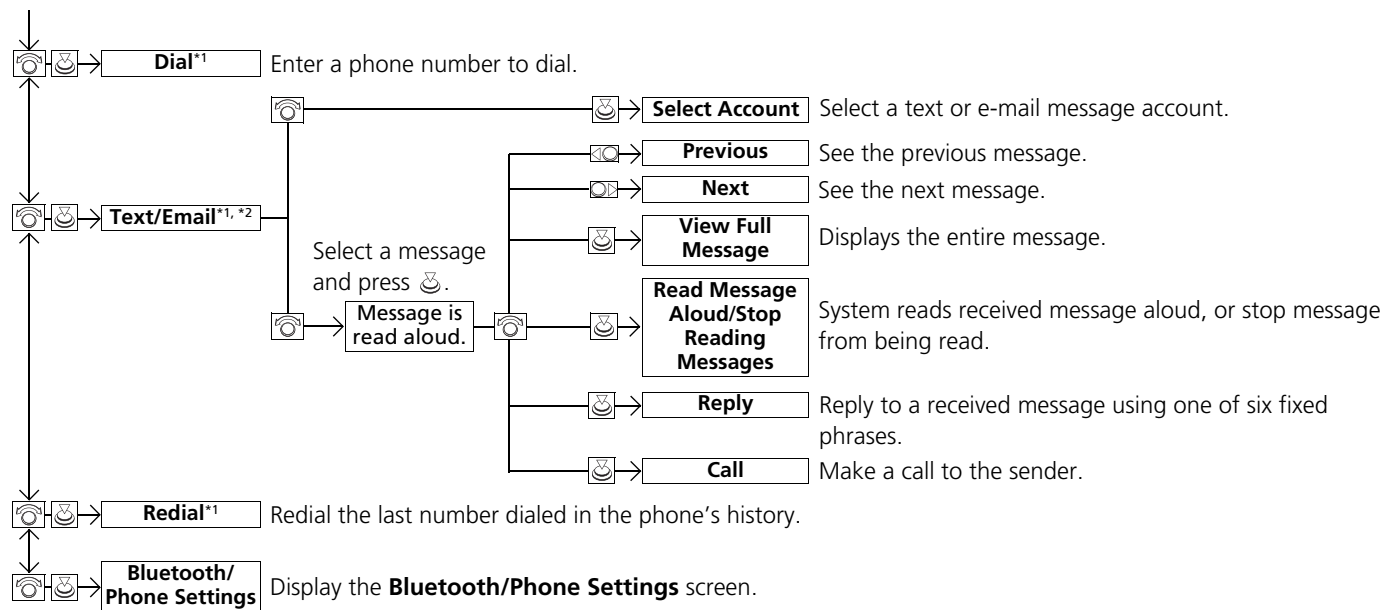 Dial*1
Enter a phone number to dial.
Select Account
Select a text or e-mail message account.
Previous
See the previous message.
Next
See the next message.
Text/Email*1, *2
View Full
Message
Displays the entire message.
Select a message
and press .
Message is
read aloud.
Read Message
Aloud/Stop
Reading
Messages
System reads received message aloud, or stop message
from being read.
Reply
Reply to a received message using one of six fixed
phrases.
Call
Make a call to the sender.
Redial*1
Redial the last number dialed in the phone’s history.
Bluetooth/
Phone Settings
Display the Bluetooth/Phone Settings screen.